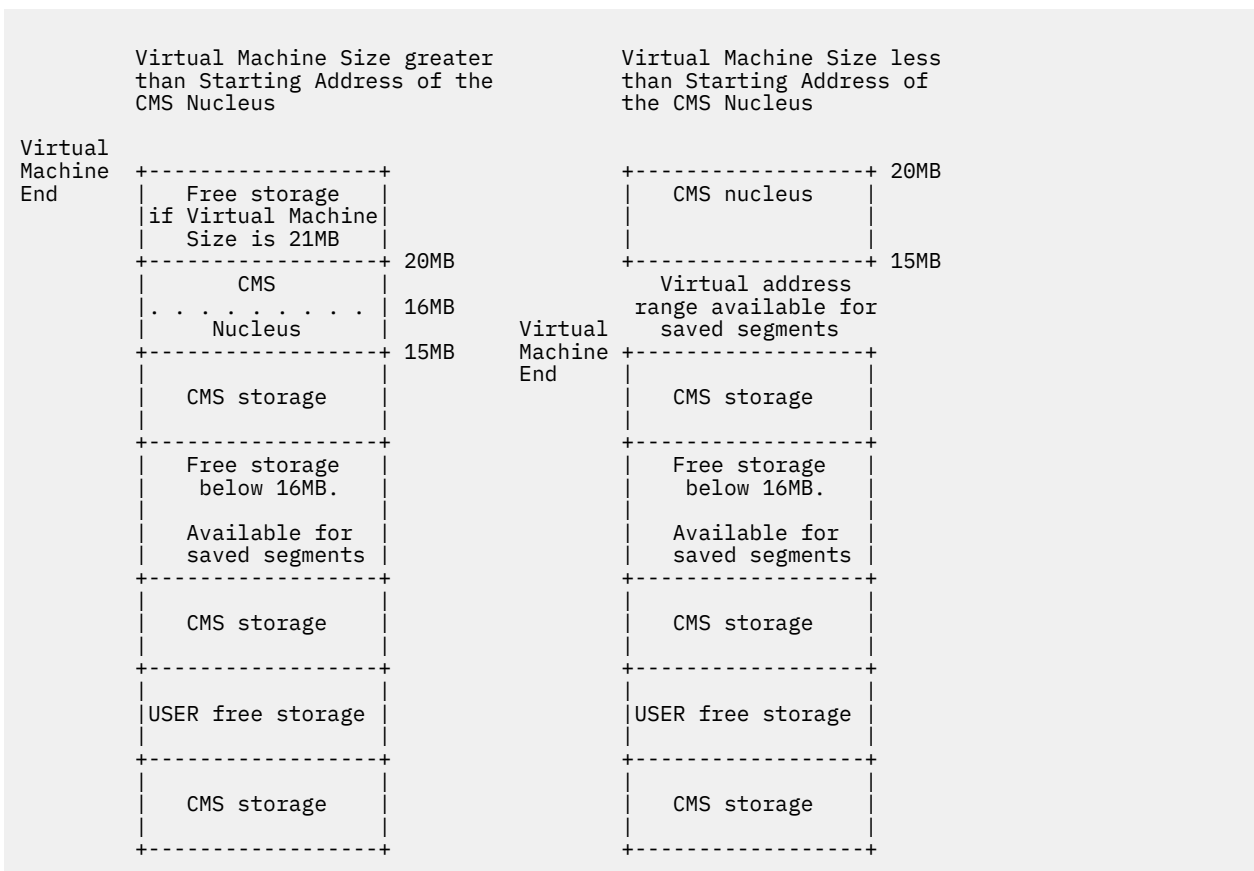 Virtual Machine Size greater        Virtual Machine Size less
than Starting Address of the        than Starting Address of
CMS Nucleus                         the CMS Nucleus
Virtual
Machine  +------------------+                  +------------------+ 20MB
End      |   Free storage   |                  |   CMS nucleus    |
         |if Virtual Machine|                  |                  |
         |   Size is 21MB   |                  |                  |
         +------------------+ 20MB             +------------------+ 15MB
         |       CMS        |                    Virtual address
         |. . . . . . . . . | 16MB             range available for
         |     Nucleus      |         Virtual    saved segments
         +------------------+ 15MB    Machine  +------------------+
         |                  |         End      |                  |
         |   CMS storage    |                  |   CMS storage    |
         |                  |                  |                  |
         +------------------+                  +------------------+
         |   Free storage   |                  |   Free storage   |
         |    below 16MB.   |                  |    below 16MB.   |
         |                  |                  |                  |
         |   Available for  |                  |   Available for  |
         |   saved segments |                  |   saved segments |
         +------------------+                  +------------------+
         |                  |                  |                  |
         |   CMS storage    |                  |   CMS storage    |
         |                  |                  |                  |
         +------------------+                  +------------------+
         |                  |                  |                  |
         |USER free storage |                  |USER free storage |
         |                  |                  |                  |
         +------------------+                  +------------------+
         |                  |                  |                  |
         |   CMS storage    |                  |   CMS storage    |
         |                  |                  |                  |
         +------------------+                  +------------------+